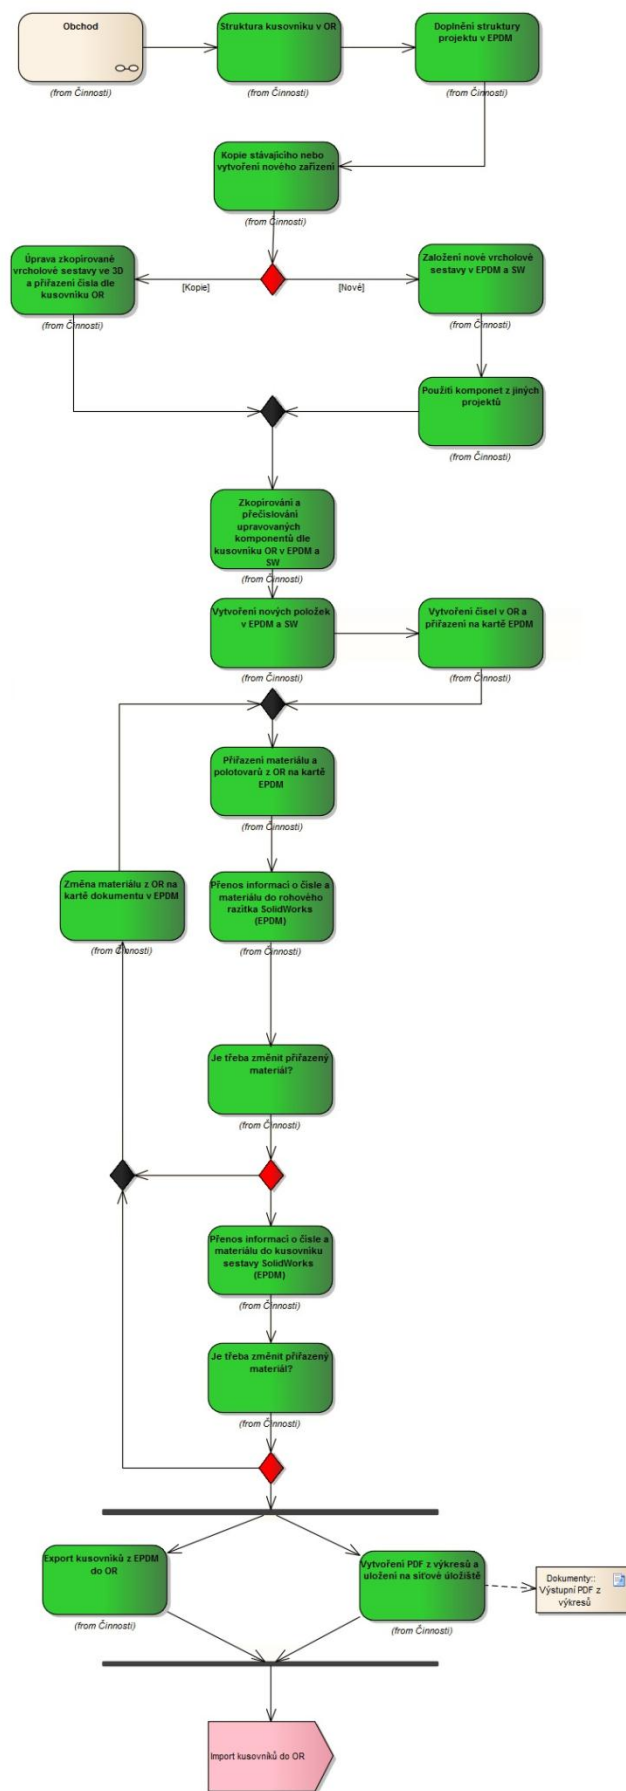 Obchod
(from Činnosti)
Struktura kusovníku v OR
(from Činnosti)
Doplnění struktury
projektu v EPDM
(from Činnosti)
Kopie stávajícího nebo
vytvoření nového zařízení
(from Činnosti)
Úprava zkopírované
vrcholové sestavy ve 3D
a přiřazení čísla dle
kusovníku OR
(from Činnosti)
[Kopie]
[Nové]
Založení nové vrcholové
sestavy v EPDM a SW
(from Činnosti)
Použití komponet z jiných
projektů
(from Činnosti)
Zkopírování a
přečíslování
upravovaných
komponentů dle
kusovníku OR v EPDM a
SW
(from Činnosti)
Vytvoření nových položek
v EPDM a SW
(from Činnosti)
Vytvoření čísel v OR a
přiřazení na kartě EPDM
(from Činnosti)
Přiřazení materiálu a
polotovarů z OR na kartě
EPDM
(from Činnosti)
Změna materiálu z OR na
kartě dokumentu v EPDM
(from Činnosti)
Přenos informací o čísle a
materiálu do rohového
razítka SolidWorks
(EPDM)
(from Činnosti)
Je třeba změnit přiřazený
materiál?
(from Činnosti)
Přenos informací o čísle a
materiálu do kusovníku
sestavy SolidWorks
(EPDM)
(from Činnosti)
Je třeba změnit přiřazený
materiál?
(from Činnosti)
Export kusovníků z EPDM
do OR
(from Činnosti)
Vytvoření PDF z výkresů a
uložení na síťové úložiště
(from Činnosti)
Dokumenty::
Výstupní PDF z
výkresů
Import kusovníků do OR